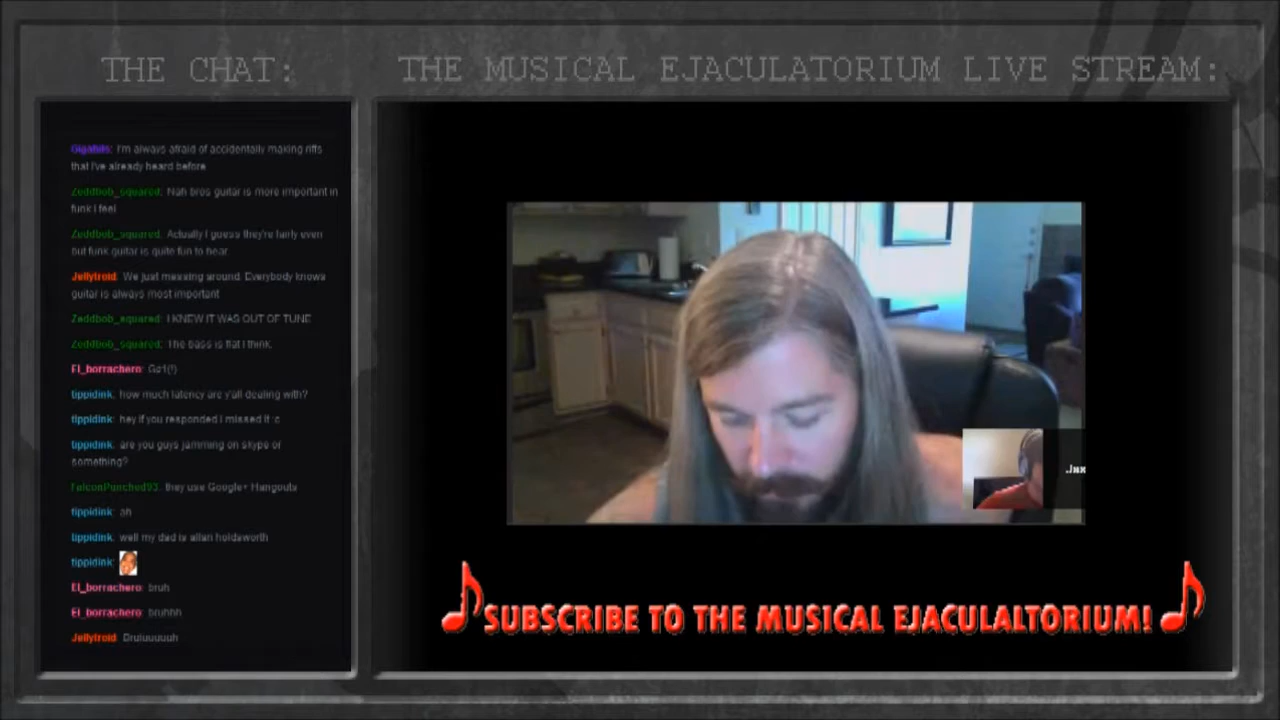 THE CHAT:
THE MUSICAL EJACULATORIUM LIVE STREAM:
Gigahits: I'm always afraid of accidentally making riffs
that I've already heard before
Zeddbob_squared: Nah bros guitar is more important in
funk I feel
Zeddbob_squared: Actually I guess they're fairly even
but funk guitar is quite fun to hear.
Jellytroid: We just messing around. Everybody knows
guitar is always most important
Zeddbob_squared: I KNEW IT WAS OUT OF TUNE
Zeddbob_squared: The bass is flat I think.
El_borrachero:
tippidink: how much latency are y'all dealing with?
tippidink: hey if you responded I missed it :c
tippidink: are you guys jamming on skype or
something?
FalconPunched93: they use Google+ Hangouts
tippidink: ah
tippidink: well my dad is allan holdsworth
tippidink:
El_borrachero: bruh
El_borrachero: bruhhh
Jellytroid: Bruiuuuuuh
Jax
SUBSCRIBE TO THE MUSICAL EJACULALTORIUM!